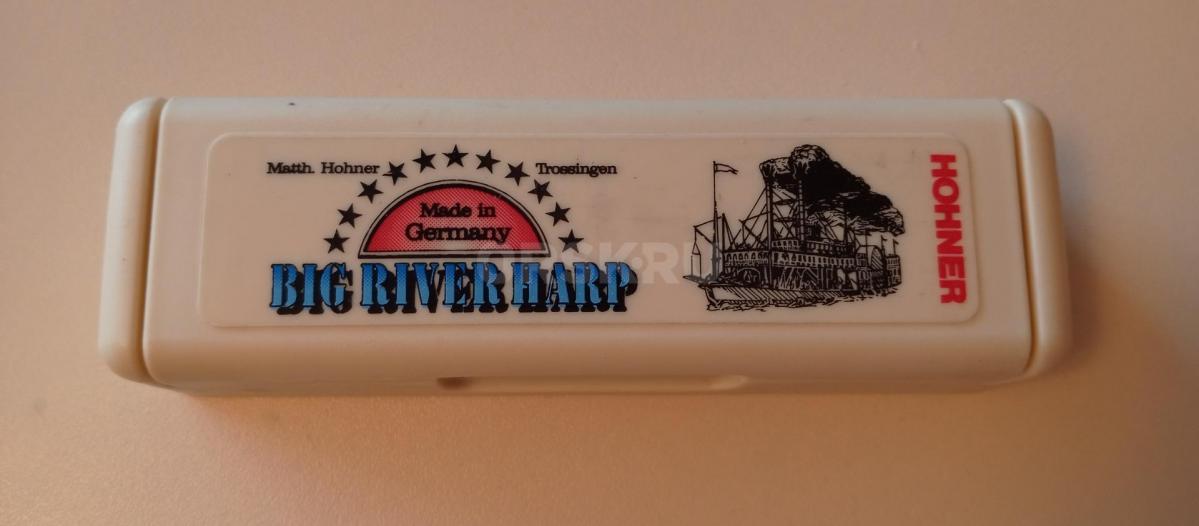 Matth. Hohner Trossingen
Made in
Germany
BIG RIVER HARP
HOHNER